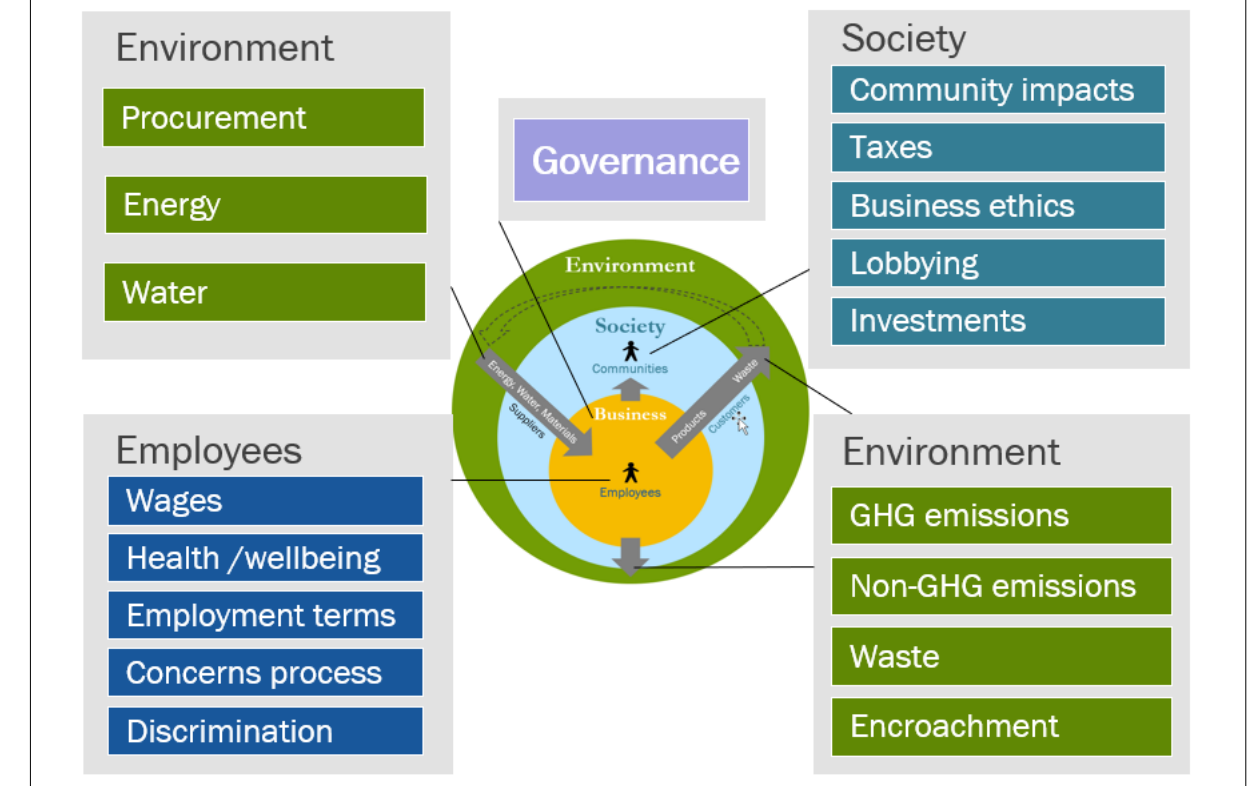 Environment
Procurement
Energy
Water
Governance
Society
Community impacts
Taxes
Business ethics
Lobbying
Investments
Environment
Society
Communities
Energy, Water, Materials
Suppliers
Business
Products
Waste
Customers
Employees
Employees
Wages
Health /wellbeing
Employment terms
Concerns process
Discrimination
Environment
GHG emissions
Non-GHG emissions
Waste
Encroachment